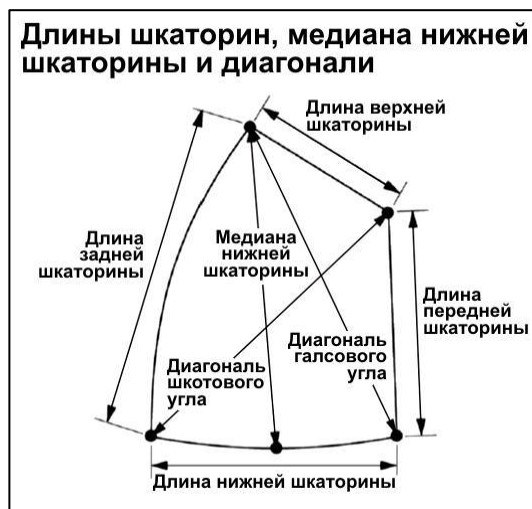 Длины шкаторин, медиана нижней
шкаторины и диагонали
Длина верхней
шкаторины
Длина
задней
шкаторины
Медиана
нижней
шкаторины
Длина
передней
шкаторины
Диагональ
шкотового
угла
Диагональ
галсового
угла
Длина нижней шкаторины